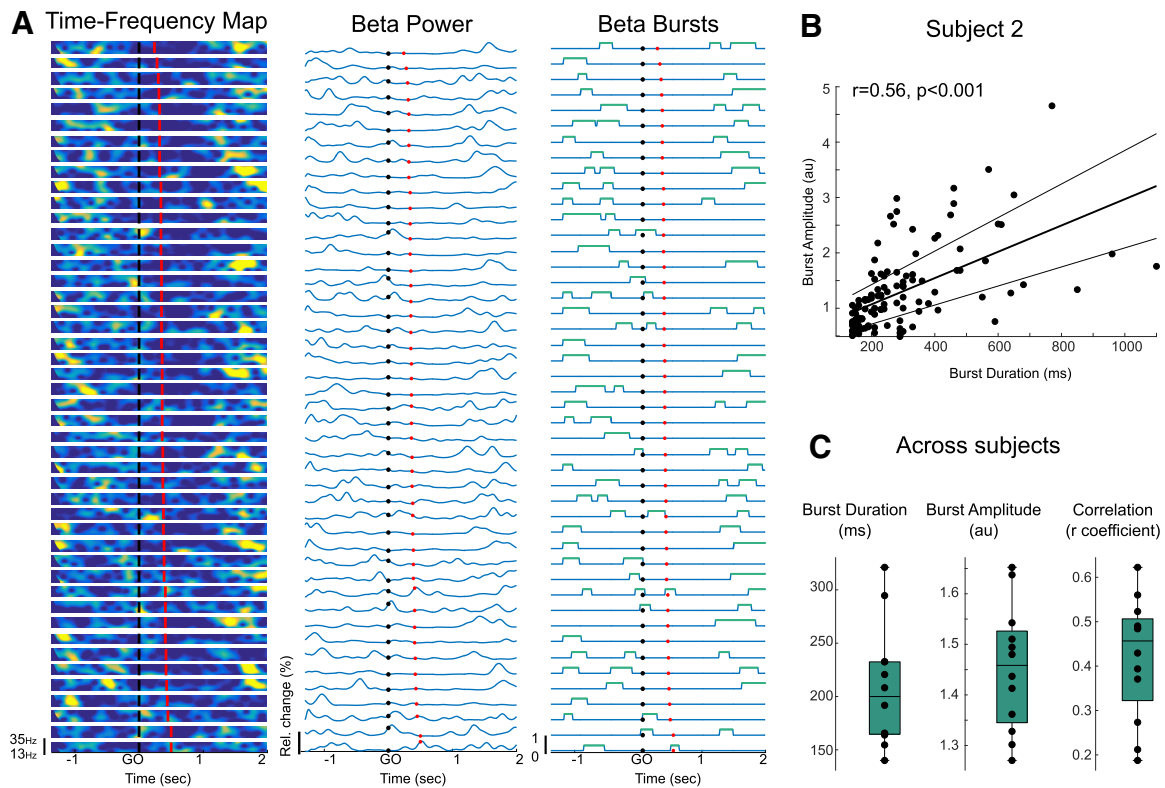 A
Time-Frequency Map
Beta Power
Beta Bursts
35Hz
13Hz
-1
GO
1
2
Time (sec)
Rel. change (%)
-1
GO
1
2
Time (sec)
1
0
-1
GO
1
2
Time (sec)
B
Subject 2
r=0.56, p<0.001
Burst Amplitude (au)
5
4
3
2
1
200
400
600
800
1000
Burst Duration (ms)
C
Across subjects
Burst Duration
(ms)
300
250
200
150
Burst Amplitude
(au)
1.6
1.5
1.4
1.3
Correlation
(r coefficient)
0.6
0.5
0.4
0.3
0.2